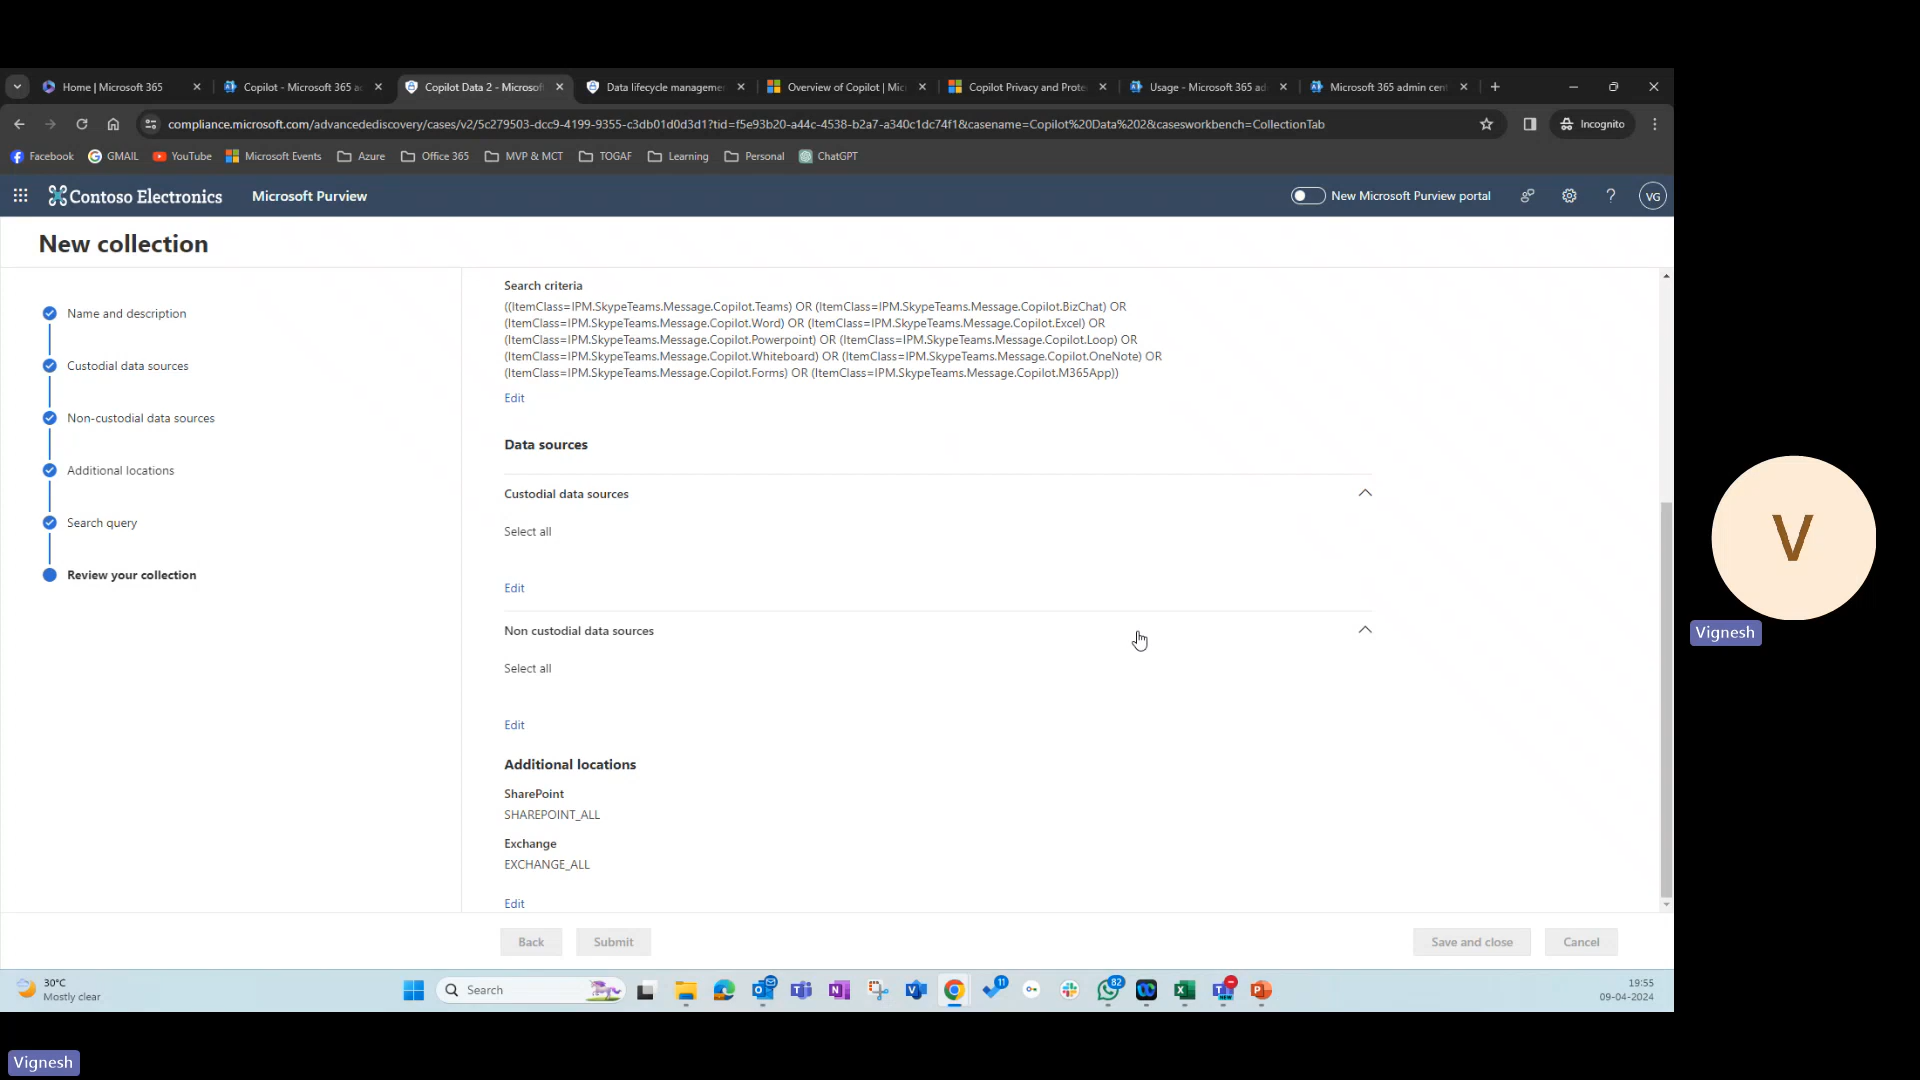 Home | Microsoft 365
Copilot - Microsoft 365 a
Copilot Data 2 - Microsoft
Data lifecycle manageme
Overview of Copilot | Mic
Copilot Privacy and Prote
Usage - Microsoft 365 ad
Microsoft 365 admin cent
compliance.microsoft.com/advancedediscovery/cases/v2/5c279503-dcc9-4199-9355-c3db01d0d3d1?tid=f5e93b20-a44c-4538-b2a7-a340c1dc74f1&casename=Copilot%20Data%202&casesworkbench=CollectionTab
Incognito
Facebook GMAIL YouTube Microsoft Events Azure Office 365 MVP & MCT TOGAF Learning Personal ChatGPT
Contoso Electronics Microsoft Purview
New Microsoft Purview portal
? VG
New collection
Name and description
Custodial data sources
Non-custodial data sources
Additional locations
Search query
Review your collection
Search criteria
((ItemClass=IPM.SkypeTeams.Message.Copilot.Teams) OR (ItemClass=IPM.SkypeTeams.Message.Copilot.BizChat) OR
(ItemClass=IPM.SkypeTeams.Message.Copilot.Word) OR (ItemClass=IPM.SkypeTeams.Message.Copilot.Excel) OR
(ItemClass=IPM.SkypeTeams.Message.Copilot.Powerpoint) OR (ItemClass=IPM.SkypeTeams.Message.Copilot.Loop) OR
(ItemClass=IPM.SkypeTeams.Message.Copilot.Whiteboard) OR (ItemClass=IPM.SkypeTeams.Message.Copilot.OneNote) OR
(ItemClass=IPM.SkypeTeams.Message.Copilot.Forms) OR (ItemClass=IPM.SkypeTeams.Message.Copilot.M365App))
Edit
Data sources
Custodial data sources
Select all
Edit
Non custodial data sources
Select all
Edit
Additional locations
SharePoint
SHAREPOINT_ALL
Exchange
EXCHANGE_ALL
Edit
Back Submit Save and close Cancel
30°C
Mostly clear
Search
11
82
19:55
09-04-2024
V
Vignesh
Vignesh